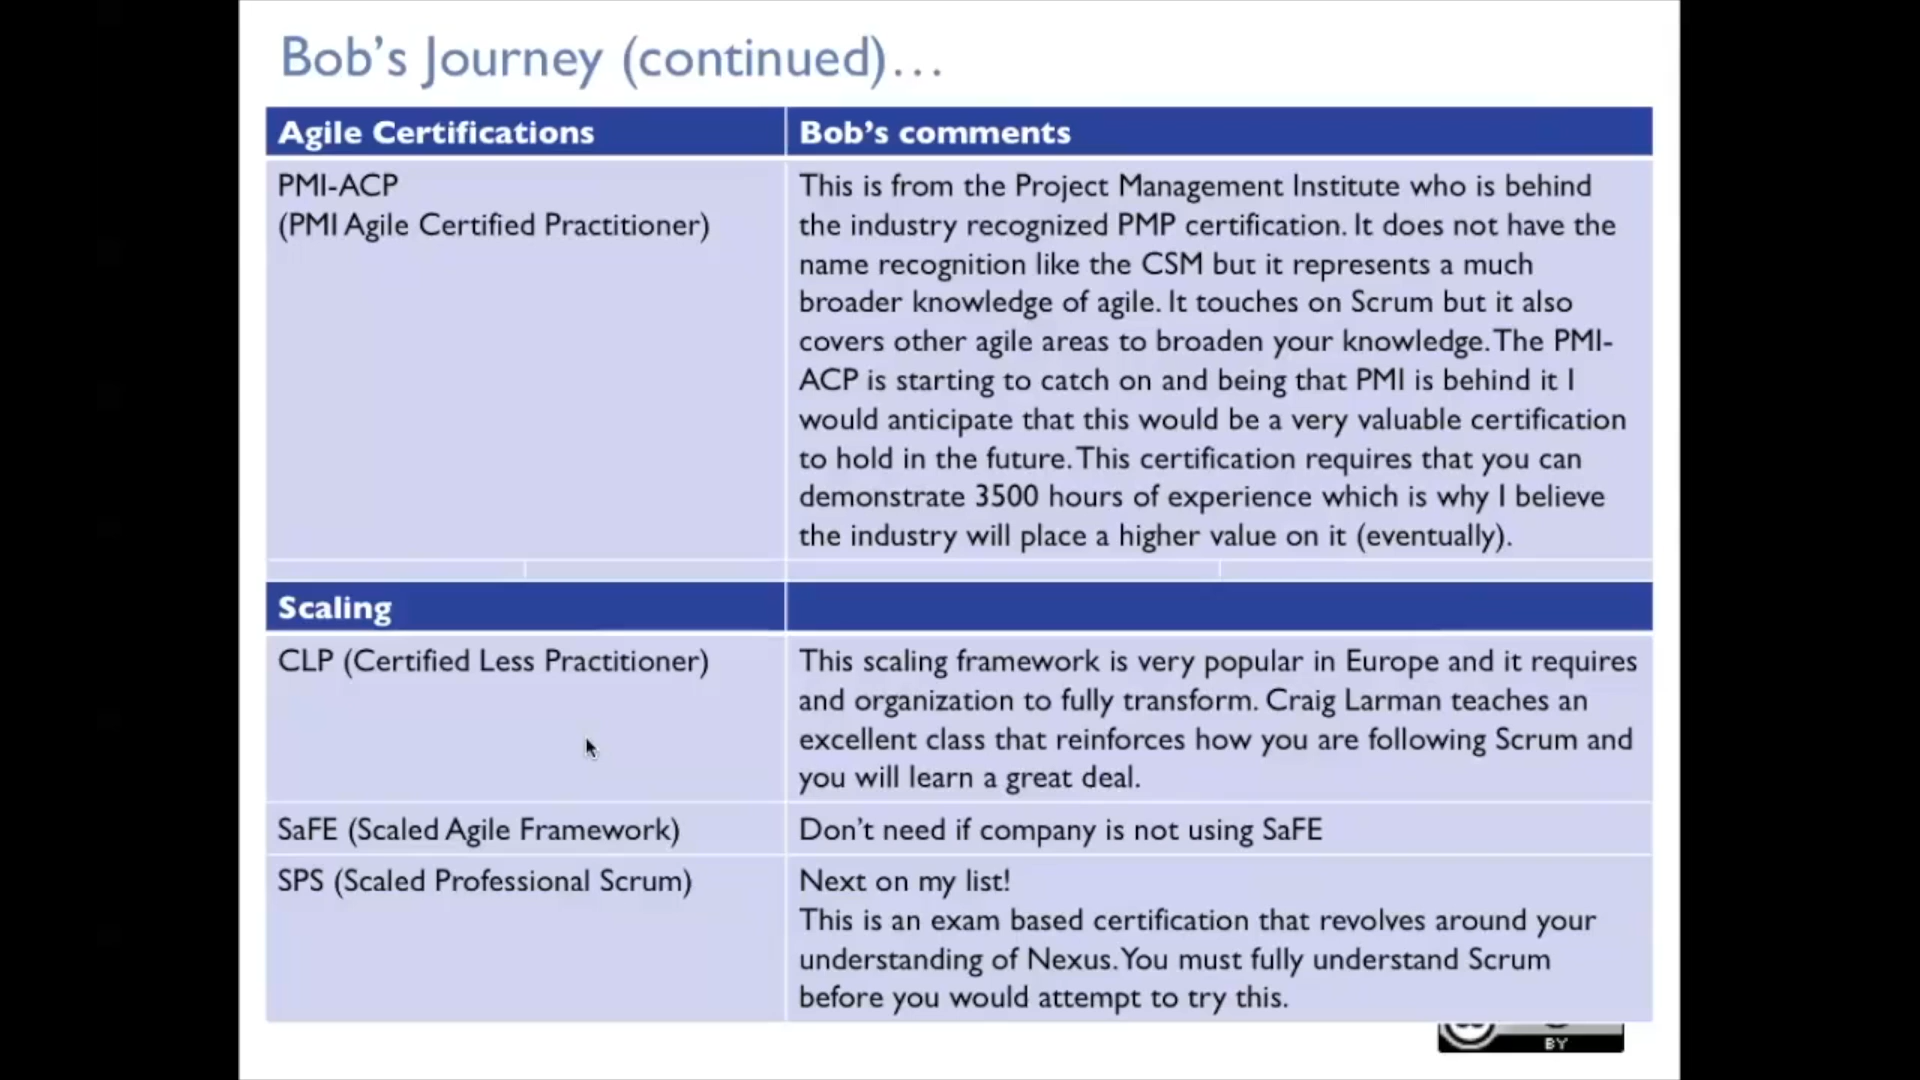 Bob's Journey (continued)…
Agile Certifications
Bob's comments
PMI-ACP
(PMI Agile Certified Practitioner)
This is from the Project Management Institute who is behind
the industry recognized PMP certification. It does not have the
name recognition like the CSM but it represents a much
broader knowledge of agile. It touches on Scrum but it also
covers other agile areas to broaden your knowledge. The PMI-
ACP is starting to catch on and being that PMI is behind it I
would anticipate that this would be a very valuable certification
to hold in the future. This certification requires that you can
demonstrate 3500 hours of experience which is why I believe
the industry will place a higher value on it (eventually).
Scaling
CLP (Certified Less Practitioner)
This scaling framework is very popular in Europe and it requires
and organization to fully transform. Craig Larman teaches an
excellent class that reinforces how you are following Scrum and
you will learn a great deal.
SaFE (Scaled Agile Framework)
Don't need if company is not using SaFE
SPS (Scaled Professional Scrum)
Next on my list!
This is an exam based certification that revolves around your
understanding of Nexus. You must fully understand Scrum
before you would attempt to try this.
BY